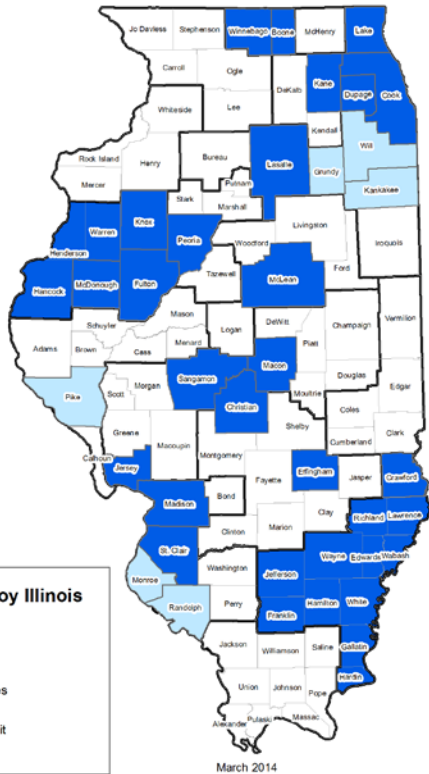 Jo Daviess
Stephenson
Winnebago
Boone
McHenry
Lake
Carroll
Ogle
DeKalb
Kane
Dupage
Cook
Whiteside
Lee
Kendall
Will
Rock Island
Henry
Bureau
Lasalle
Grundy
Mercer
Putnam
Kankakee
Stark
Marshall
Knox
Warren
Peoria
Livingston
Henderson
Woodford
Iroquois
Hancock
McDonough
Fulton
Tazewell
McLean
Ford
Mason
Schuyler
Logan
DeWitt
Champaign
Vermilion
Adams
Brown
Cass
Menard
Piatt
Macon
Sangamon
Douglas
Pike
Scott
Morgan
Christian
Moultrie
Edgar
Coles
Greene
Shelby
Macoupin
Cumberland
Clark
Calhoun
Montgomery
Jersey
Fayette
Effingham
Jasper
Crawford
Madison
Bond
Clay
Richland
Lawrence
Clinton
Marion
St. Clair
Wayne
Edwards
Wabash
Washington
Monroe
Jefferson
oy Illinois
Randolph
Perry
Hamilton
White
Franklin
Jackson
Williamson
Saline
Gallatin
Hardin
es
Union
Johnson
Pope
it
Alexander
Pulaski
Massac
March 2014